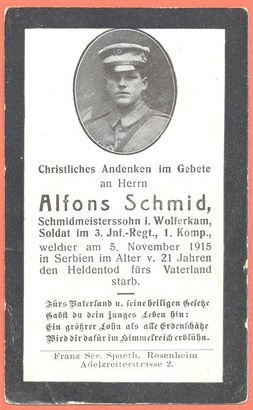 Christliches Andenken im Gebete
an Herrn
Alfons Schmid,
Schmidmeisterssohn i. Wolferkam,
Soldat im 3. Jnf.-Regt., 1. Komp.,
welcher am 5. November 1915
in Serbien im Alter v. 21 Jahren
den Heldentod fürs Vaterland
starb.
Fürs Vaterland u. seine heiligen Gesetze
Gabst du dein junges Leben hin:
Ein größrer Lohn als alle Erdenschätze
Wird dir dafür im Himmelreich erblühn.
Franz Ser. Spaeth, Rosenheim
Adelzreiterstrasse 2.